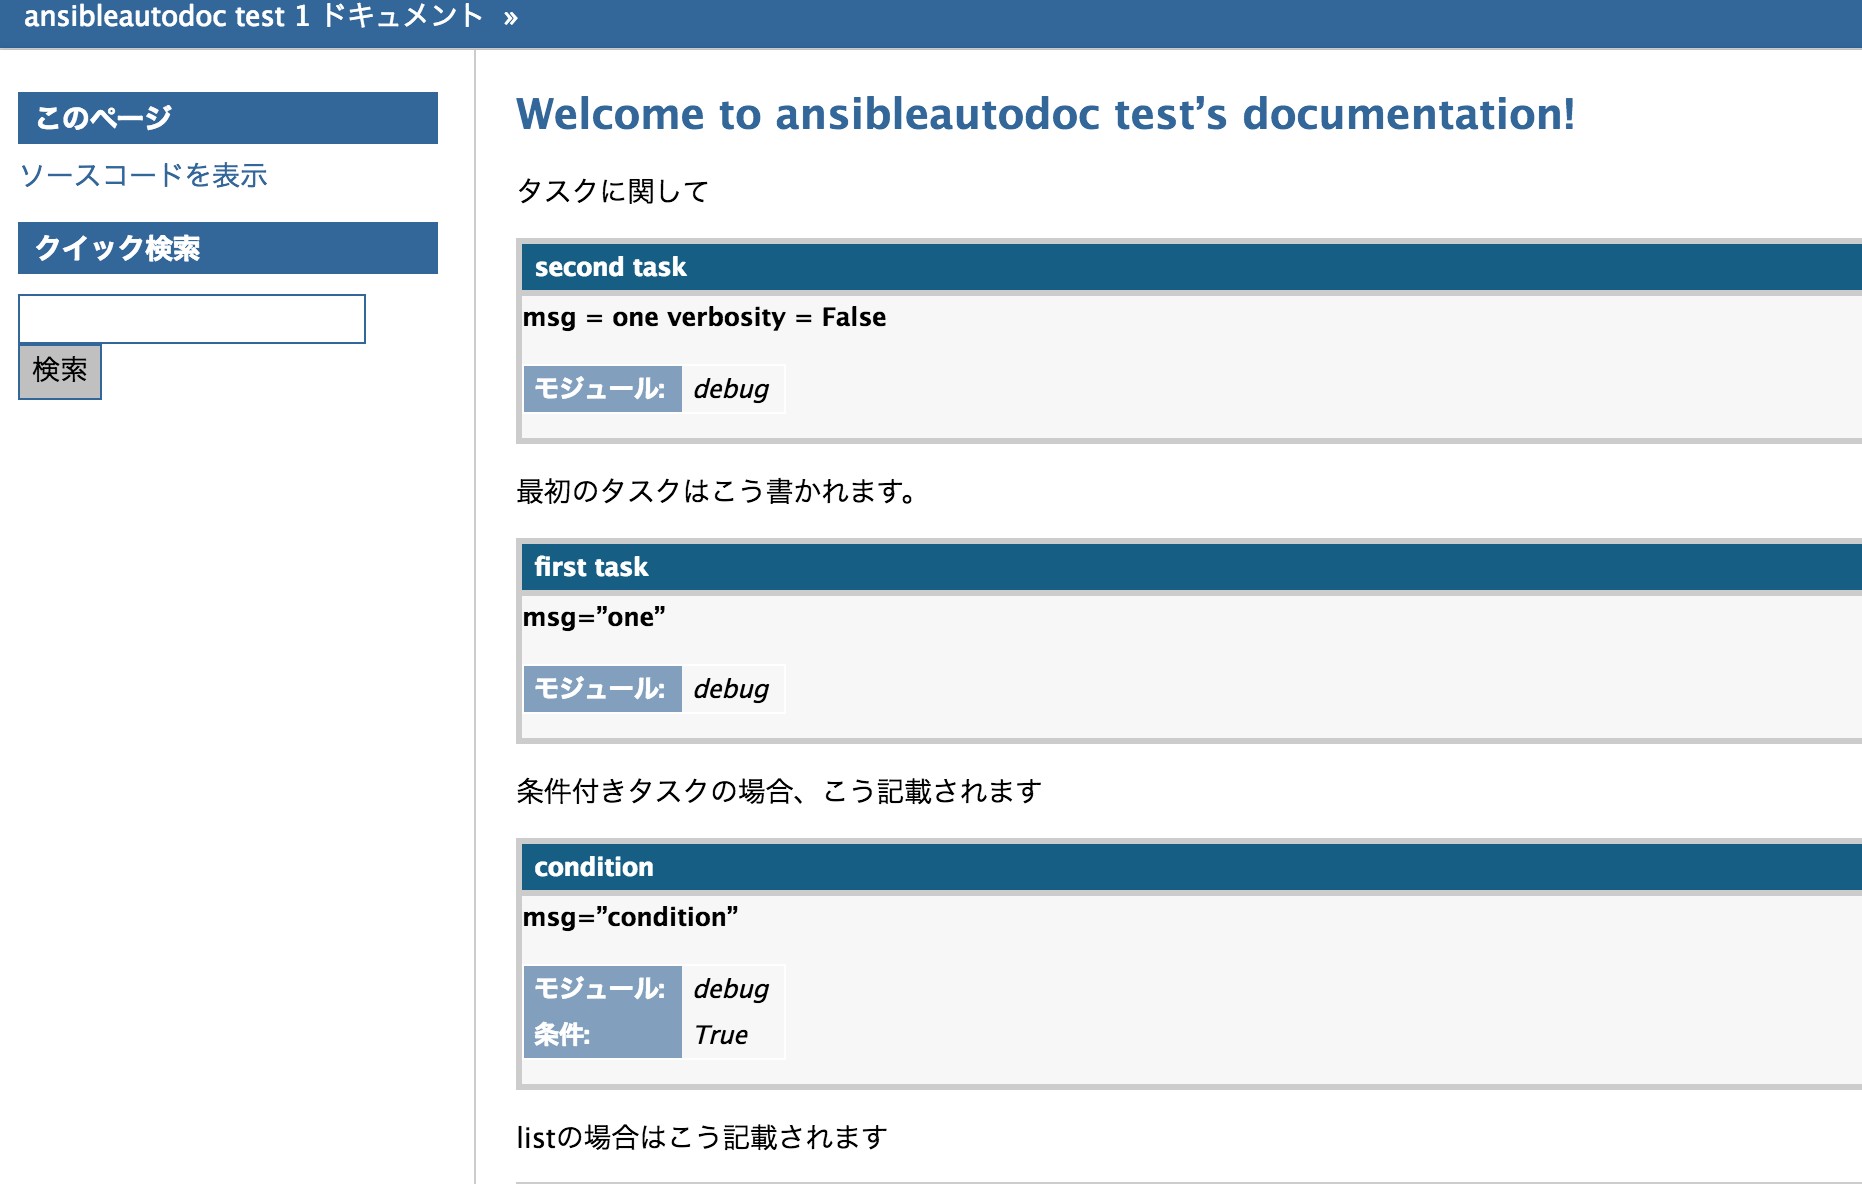 ansibleautodoc test 1 ドキュメント »
このページ
ソースコードを表示
クイック検索
検索
Welcome to ansibleautodoc test’s documentation!
タスクに関して
second task
msg = one verbosity = False
モジュール: debug
最初のタスクはこう書かれます。
first task
msg=”one”
モジュール: debug
条件付きタスクの場合、こう記載されます
condition
msg=”condition”
モジュール: debug
条件: True
listの場合はこう記載されます